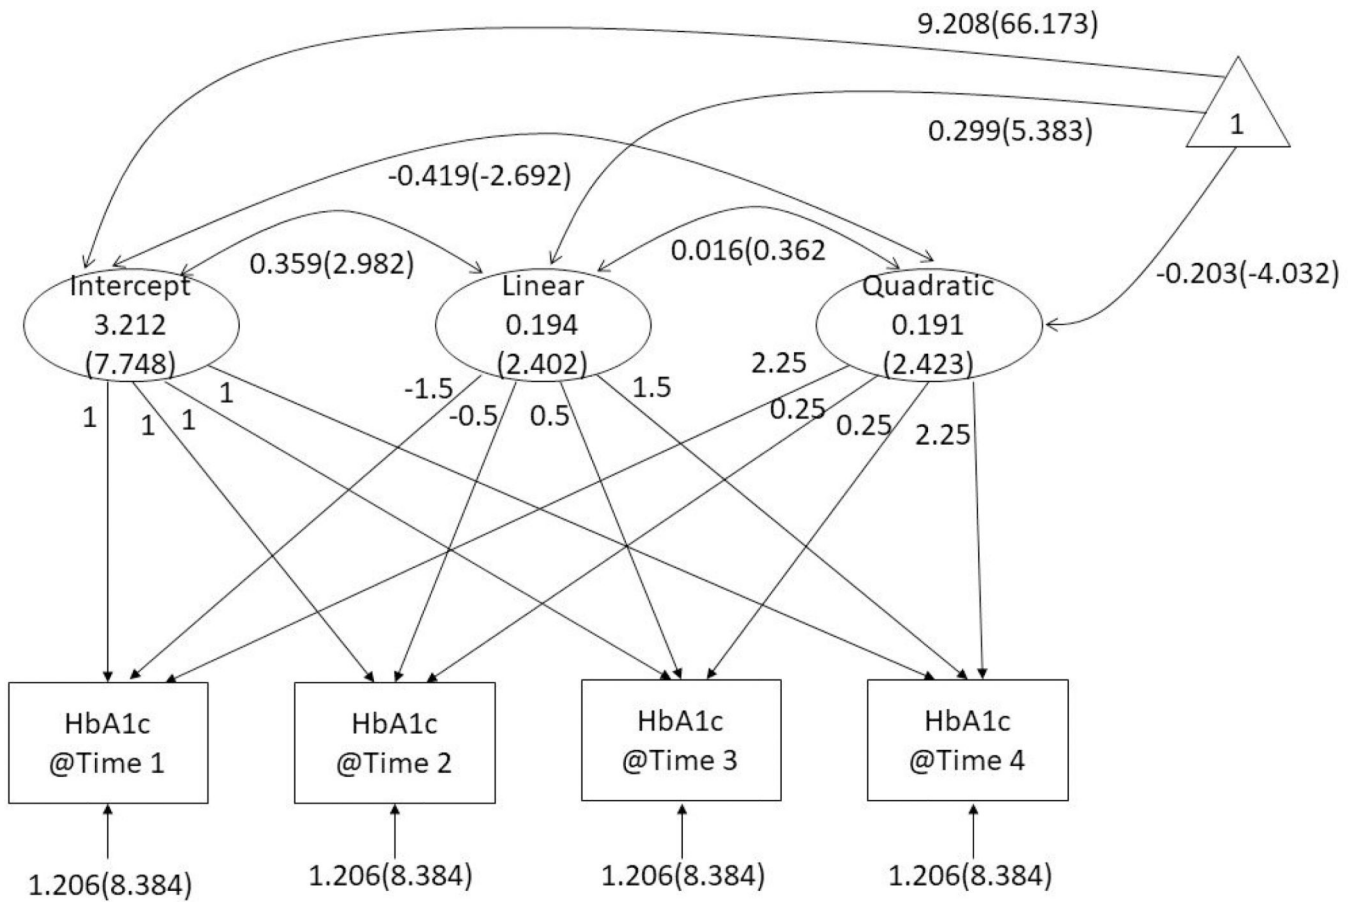 9.208(66.173)
1
0.299(5.383)
-0.419(-2.692)
0.359(2.982)
0.016(0.362
-0.203(-4.032)
Intercept
3.212
(7.748)
Linear
0.194
(2.402)
Quadratic
0.191
(2.423)
1
1
1
1
-1.5
-0.5
0.5
1.5
2.25
0.25
0.25
2.25
HbA1c
@Time 1
HbA1c
@Time 2
HbA1c
@Time 3
HbA1c
@Time 4
1.206(8.384)
1.206(8.384)
1.206(8.384)
1.206(8.384)